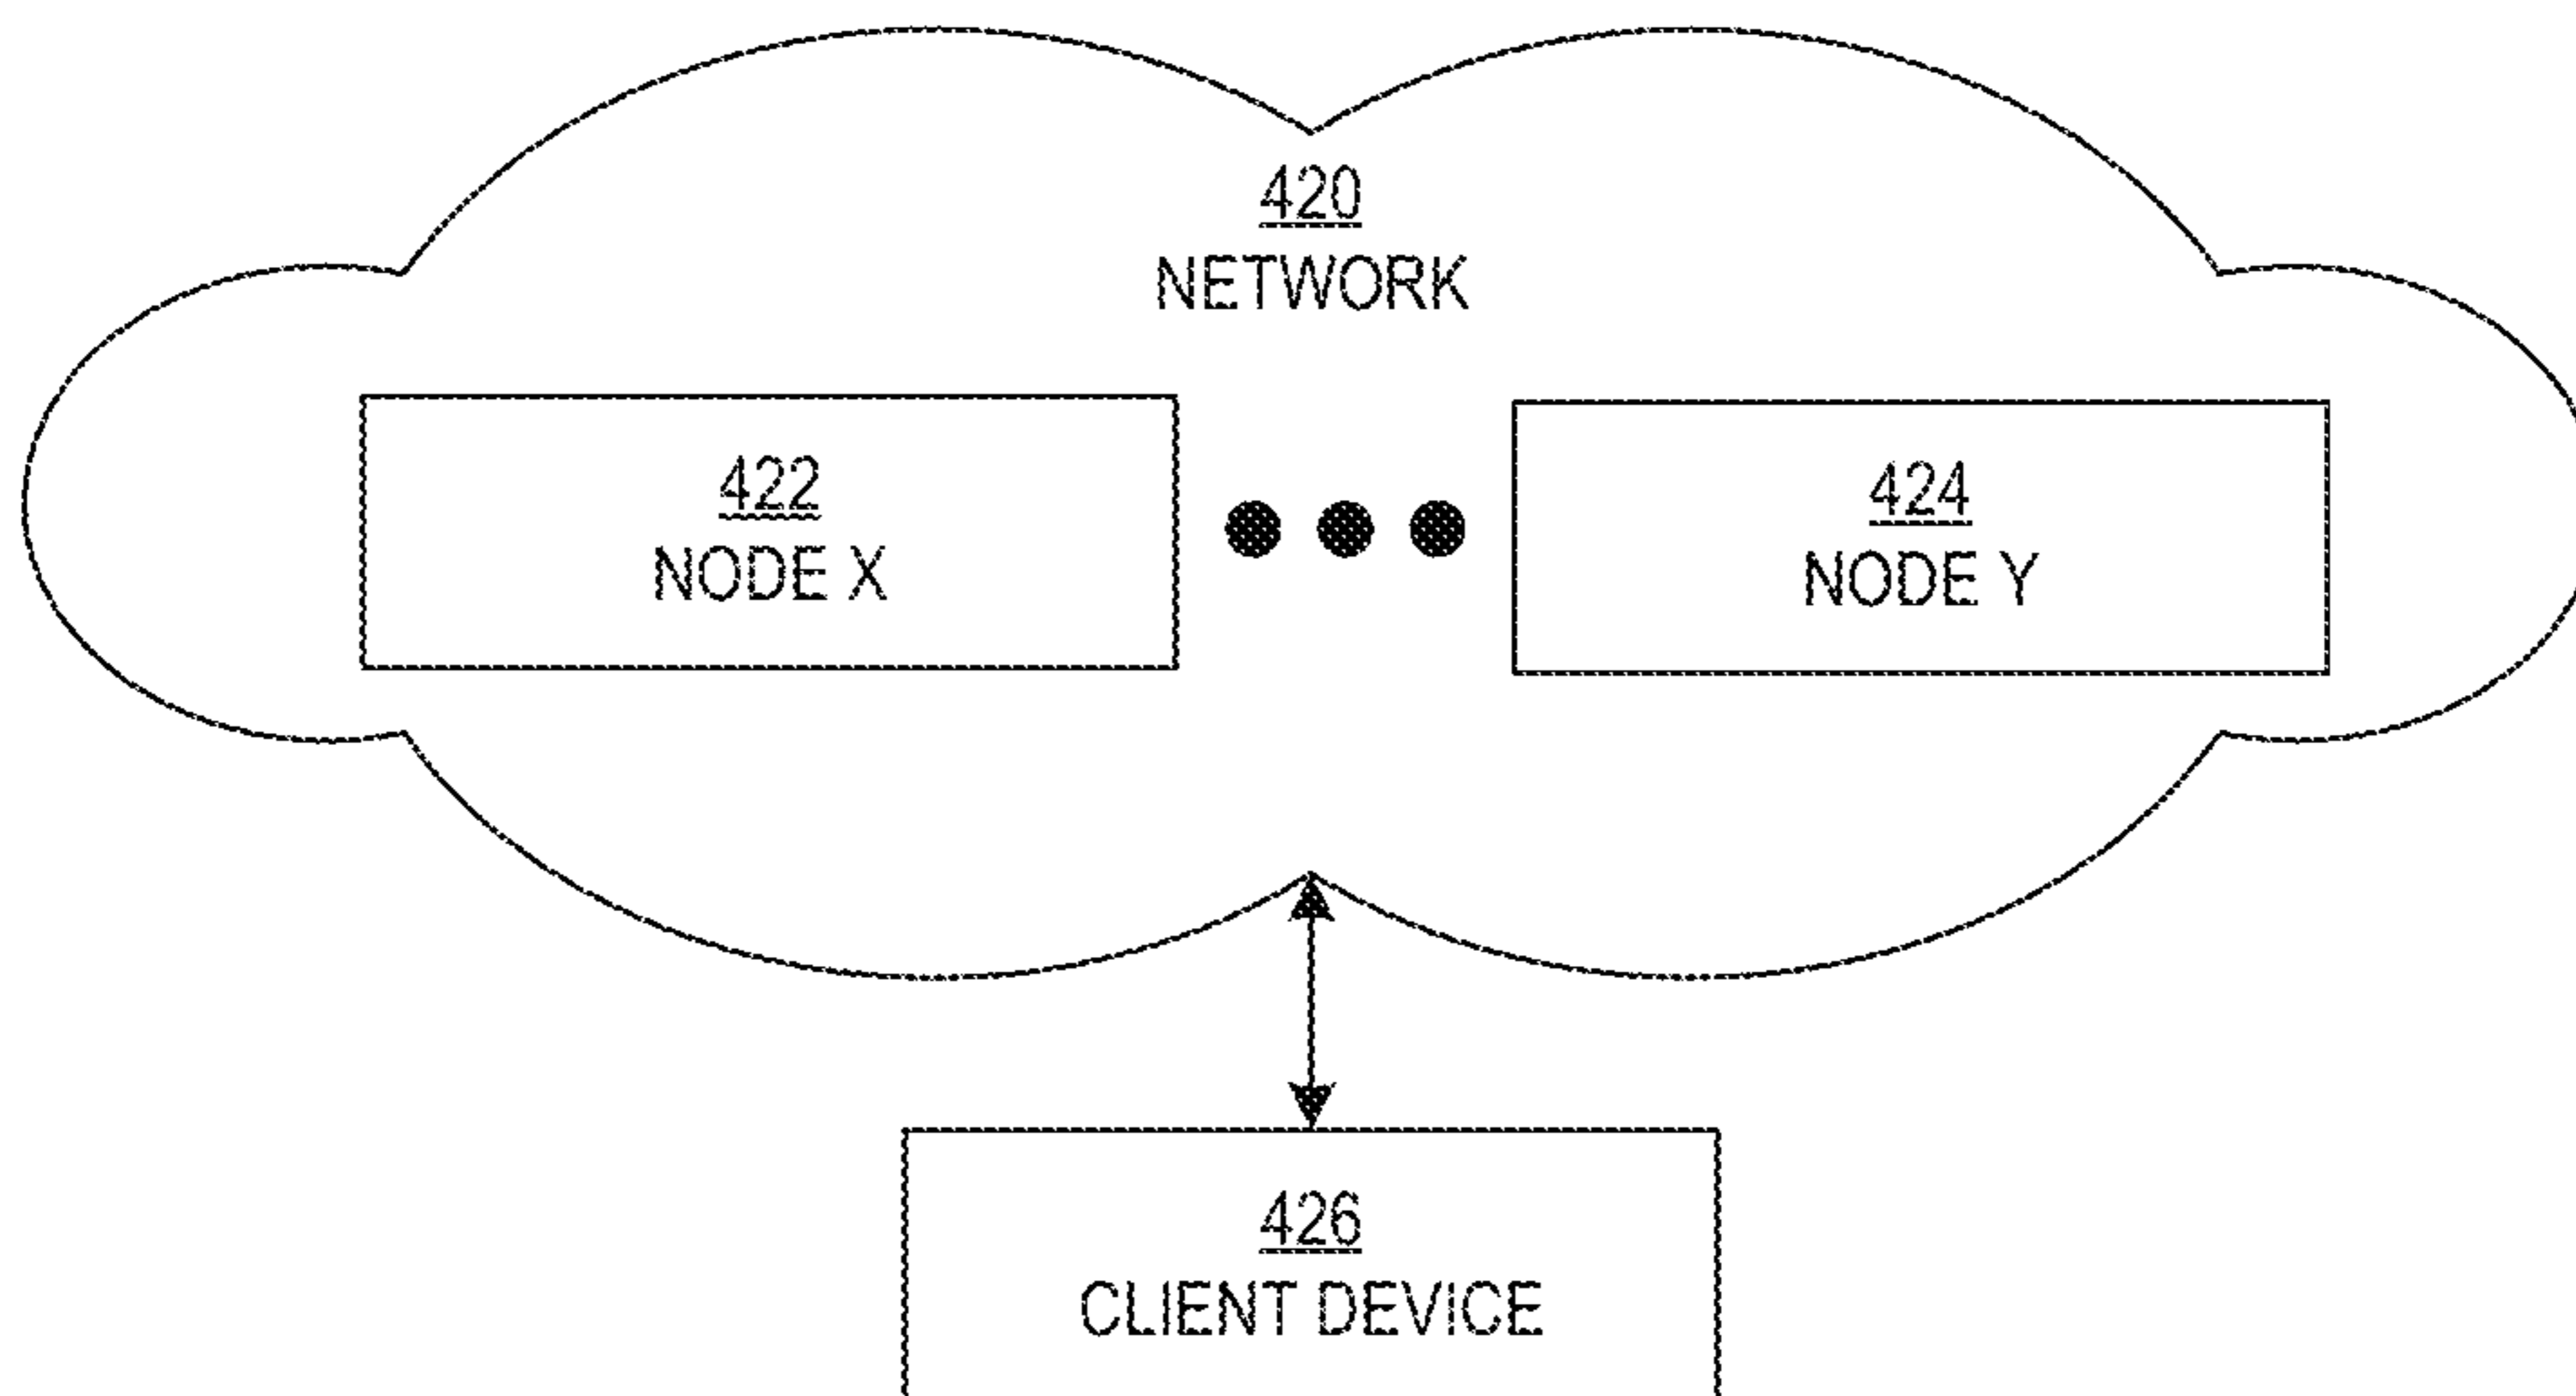 420
NETWORK
422
NODE X
424
NODE Y
426
CLIENT DEVICE